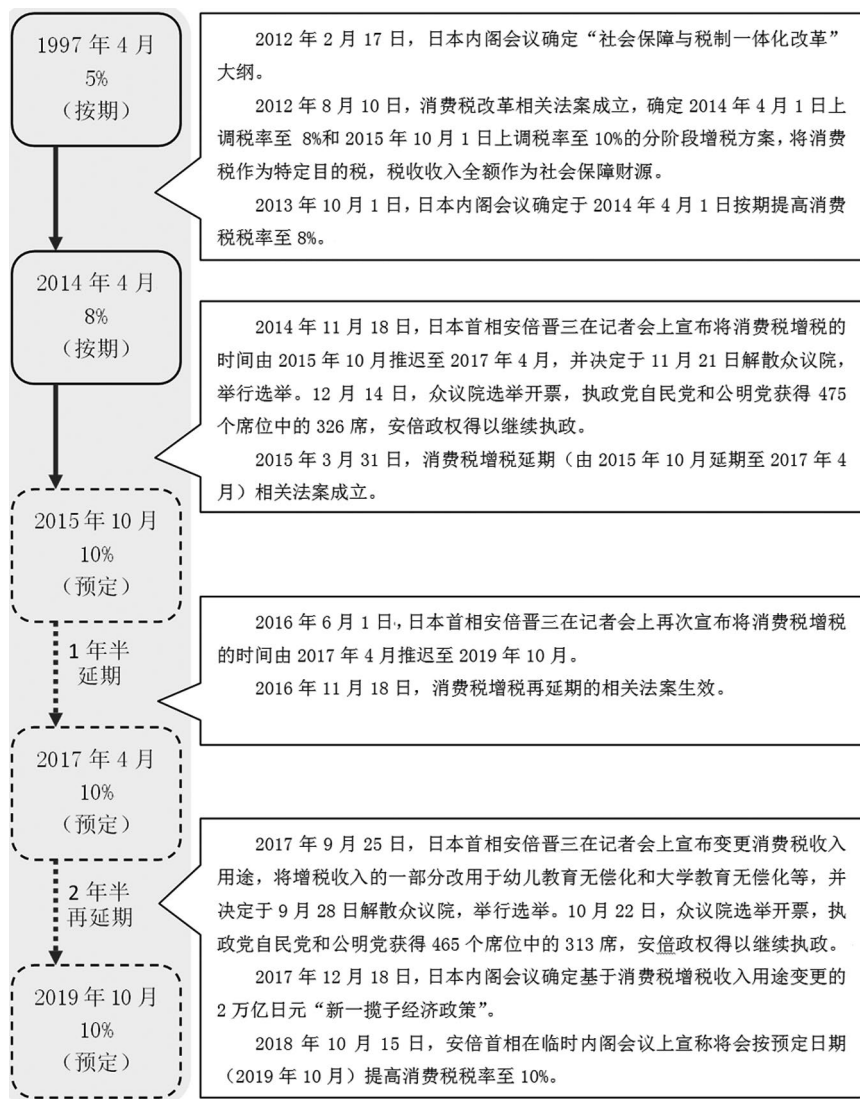 1997 年 4 月
5%
（按期）
2012 年 2 月 17 日，日本内阁会议确定“社会保障与税制一体化改革”
大纲。
2012 年 8 月 10 日，消费税改革相关法案成立，确定 2014 年 4 月 1 日上
调税率至 8%和 2015 年 10 月 1 日上调税率至 10%的分阶段增税方案，将消费
税作为特定目的税，税收收入全额作为社会保障财源。
2013 年 10 月 1 日，日本内阁会议确定于 2014 年 4 月 1 日按期提高消费
税税率至 8%。
2014 年 4 月
8%
（按期）
2014 年 11 月 18 日，日本首相安倍晋三在记者会上宣布将消费税增税的
时间由 2015 年 10 月推迟至 2017 年 4 月，并决定于 11 月 21 日解散众议院，
举行选举。12 月 14 日，众议院选举开票，执政党自民党和公明党获得 475
个席位中的 326 席，安倍政权得以继续执政。
2015 年 3 月 31 日，消费税增税延期（由 2015 年 10 月延期至 2017 年 4
月）相关法案成立。
2015 年 10 月
10%
（预定）
1 年半
延期
2016 年 6 月 1 日，日本首相安倍晋三在记者会上再次宣布将消费税增税
的时间由 2017 年 4 月推迟至 2019 年 10 月。
2016 年 11 月 18 日，消费税增税再延期的相关法案生效。
2017 年 4 月
10%
（预定）
2 年半
再延期
2017 年 9 月 25 日，日本首相安倍晋三在记者会上宣布变更消费税收入
用途，将增税收入的一部分改用于幼儿教育无偿化和大学教育无偿化等，并
决定于 9 月 28 日解散众议院，举行选举。10 月 22 日，众议院选举开票，执
政党自民党和公明党获得 465 个席位中的 313 席，安倍政权得以继续执政。
2017 年 12 月 18 日，日本内阁会议确定基于消费税增税收入用途变更的
2 万亿日元“新一揽子经济政策”。
2018 年 10 月 15 日，安倍首相在临时内阁会议上宣称将会按预定日期
（2019 年 10 月）提高消费税税率至 10%。
2019 年 10 月
10%
（预定）